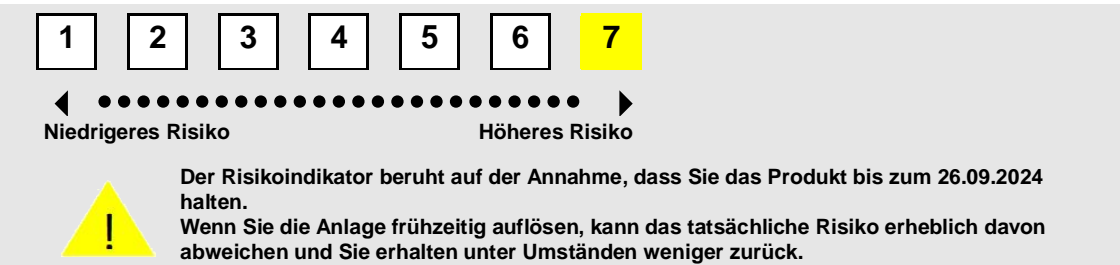 1 2 3 4 5 6 7
Niedrigeres Risiko Höheres Risiko
Der Risikoindikator beruht auf der Annahme, dass Sie das Produkt bis zum 26.09.2024
halten.
Wenn Sie die Anlage frühzeitig auflösen, kann das tatsächliche Risiko erheblich davon
abweichen und Sie erhalten unter Umständen weniger zurück.
!